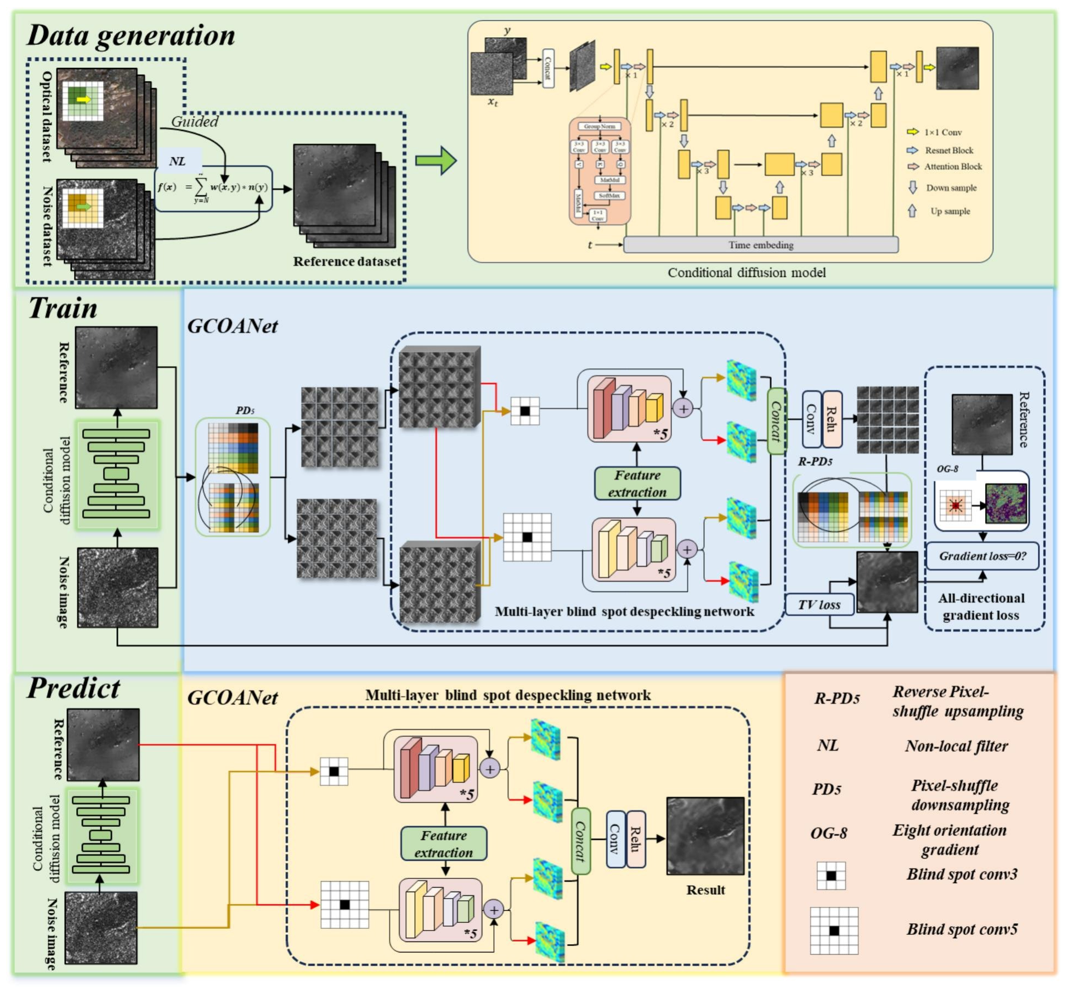 Data generation
Optical dataset
Noise dataset
Guided
NL
f(x) = ∑ w(x,y) * n(y)
y=N
Reference dataset
y
x_t
Concat
× 1
× 2
× 3
× 3
× 2
× 1
Group Norm
3×3 Conv
3×3 Conv
3×3 Conv
MatMul
SoftMax
MatMul
1×1 Conv
t
Time embeding
1×1 Conv
Resnet Block
Attention Block
Down sample
Up sample
Conditional diffusion model
Train
Reference
Conditional
diffusion model
Noise image
GCOANet
PD5
*5
Feature
extraction
*5
Multi-layer blind spot despeckling network
Concat
Conv
Relu
R-PD5
TV loss
Reference
OG-8
Gradient loss=0?
All-directional
gradient loss
Predict
Reference
Conditional
diffusion model
Noise image
GCOANet
Multi-layer blind spot despeckling network
*5
Feature
extraction
*5
Concat
Conv
Relu
Result
R-PD5 Reverse Pixel-
shuffle upsampling
NL Non-local filter
PD5 Pixel-shuffle
downsampling
OG-8 Eight orientation
gradient
Blind spot conv3
Blind spot conv5